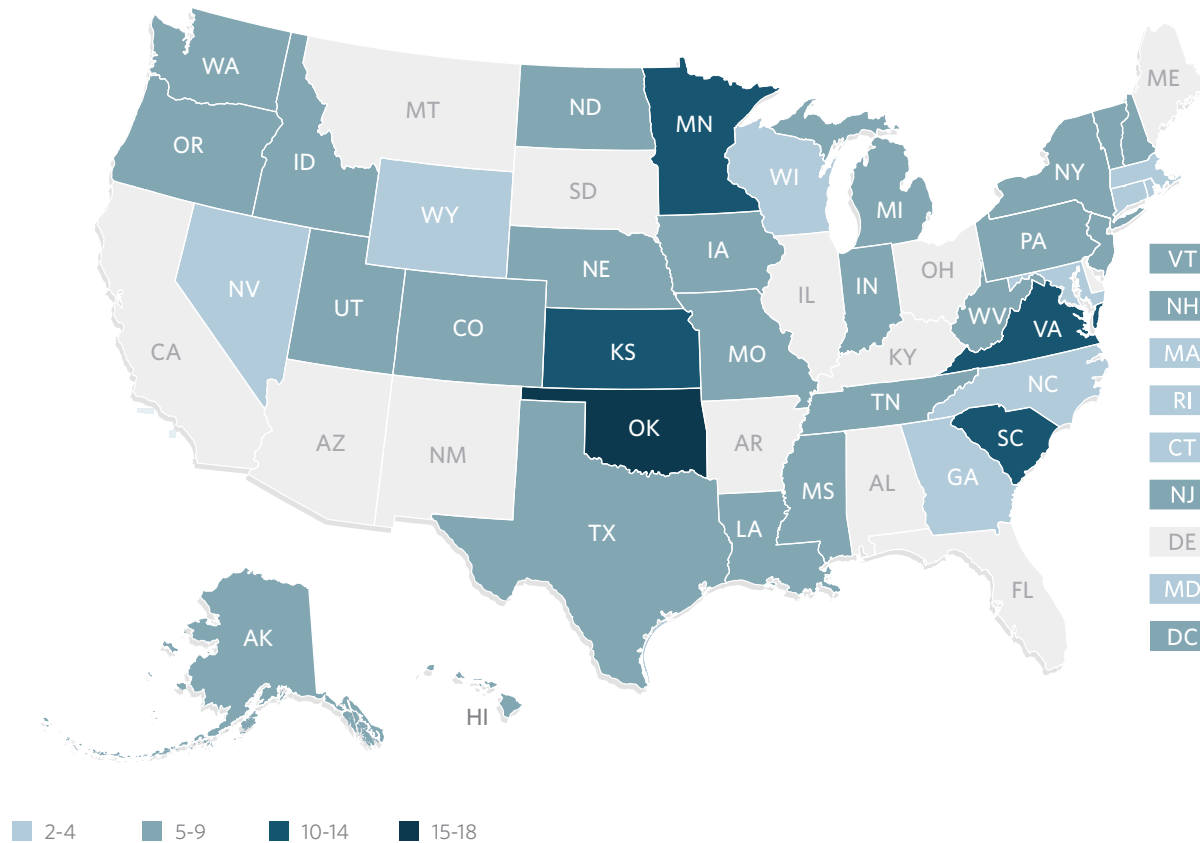 WA
MT
ND
MN
ME
OR
ID
SD
WI
NY
WY
MI
NV
UT
CO
NE
IA
IL
IN
OH
PA
WV
VA
VT
NH
MA
RI
CT
NJ
DE
MD
DC
CA
KS
MO
KY
NC
TN
SC
AZ
NM
OK
AR
MS
AL
GA
TX
LA
FL
AK
HI
2-4
5-9
10-14
15-18